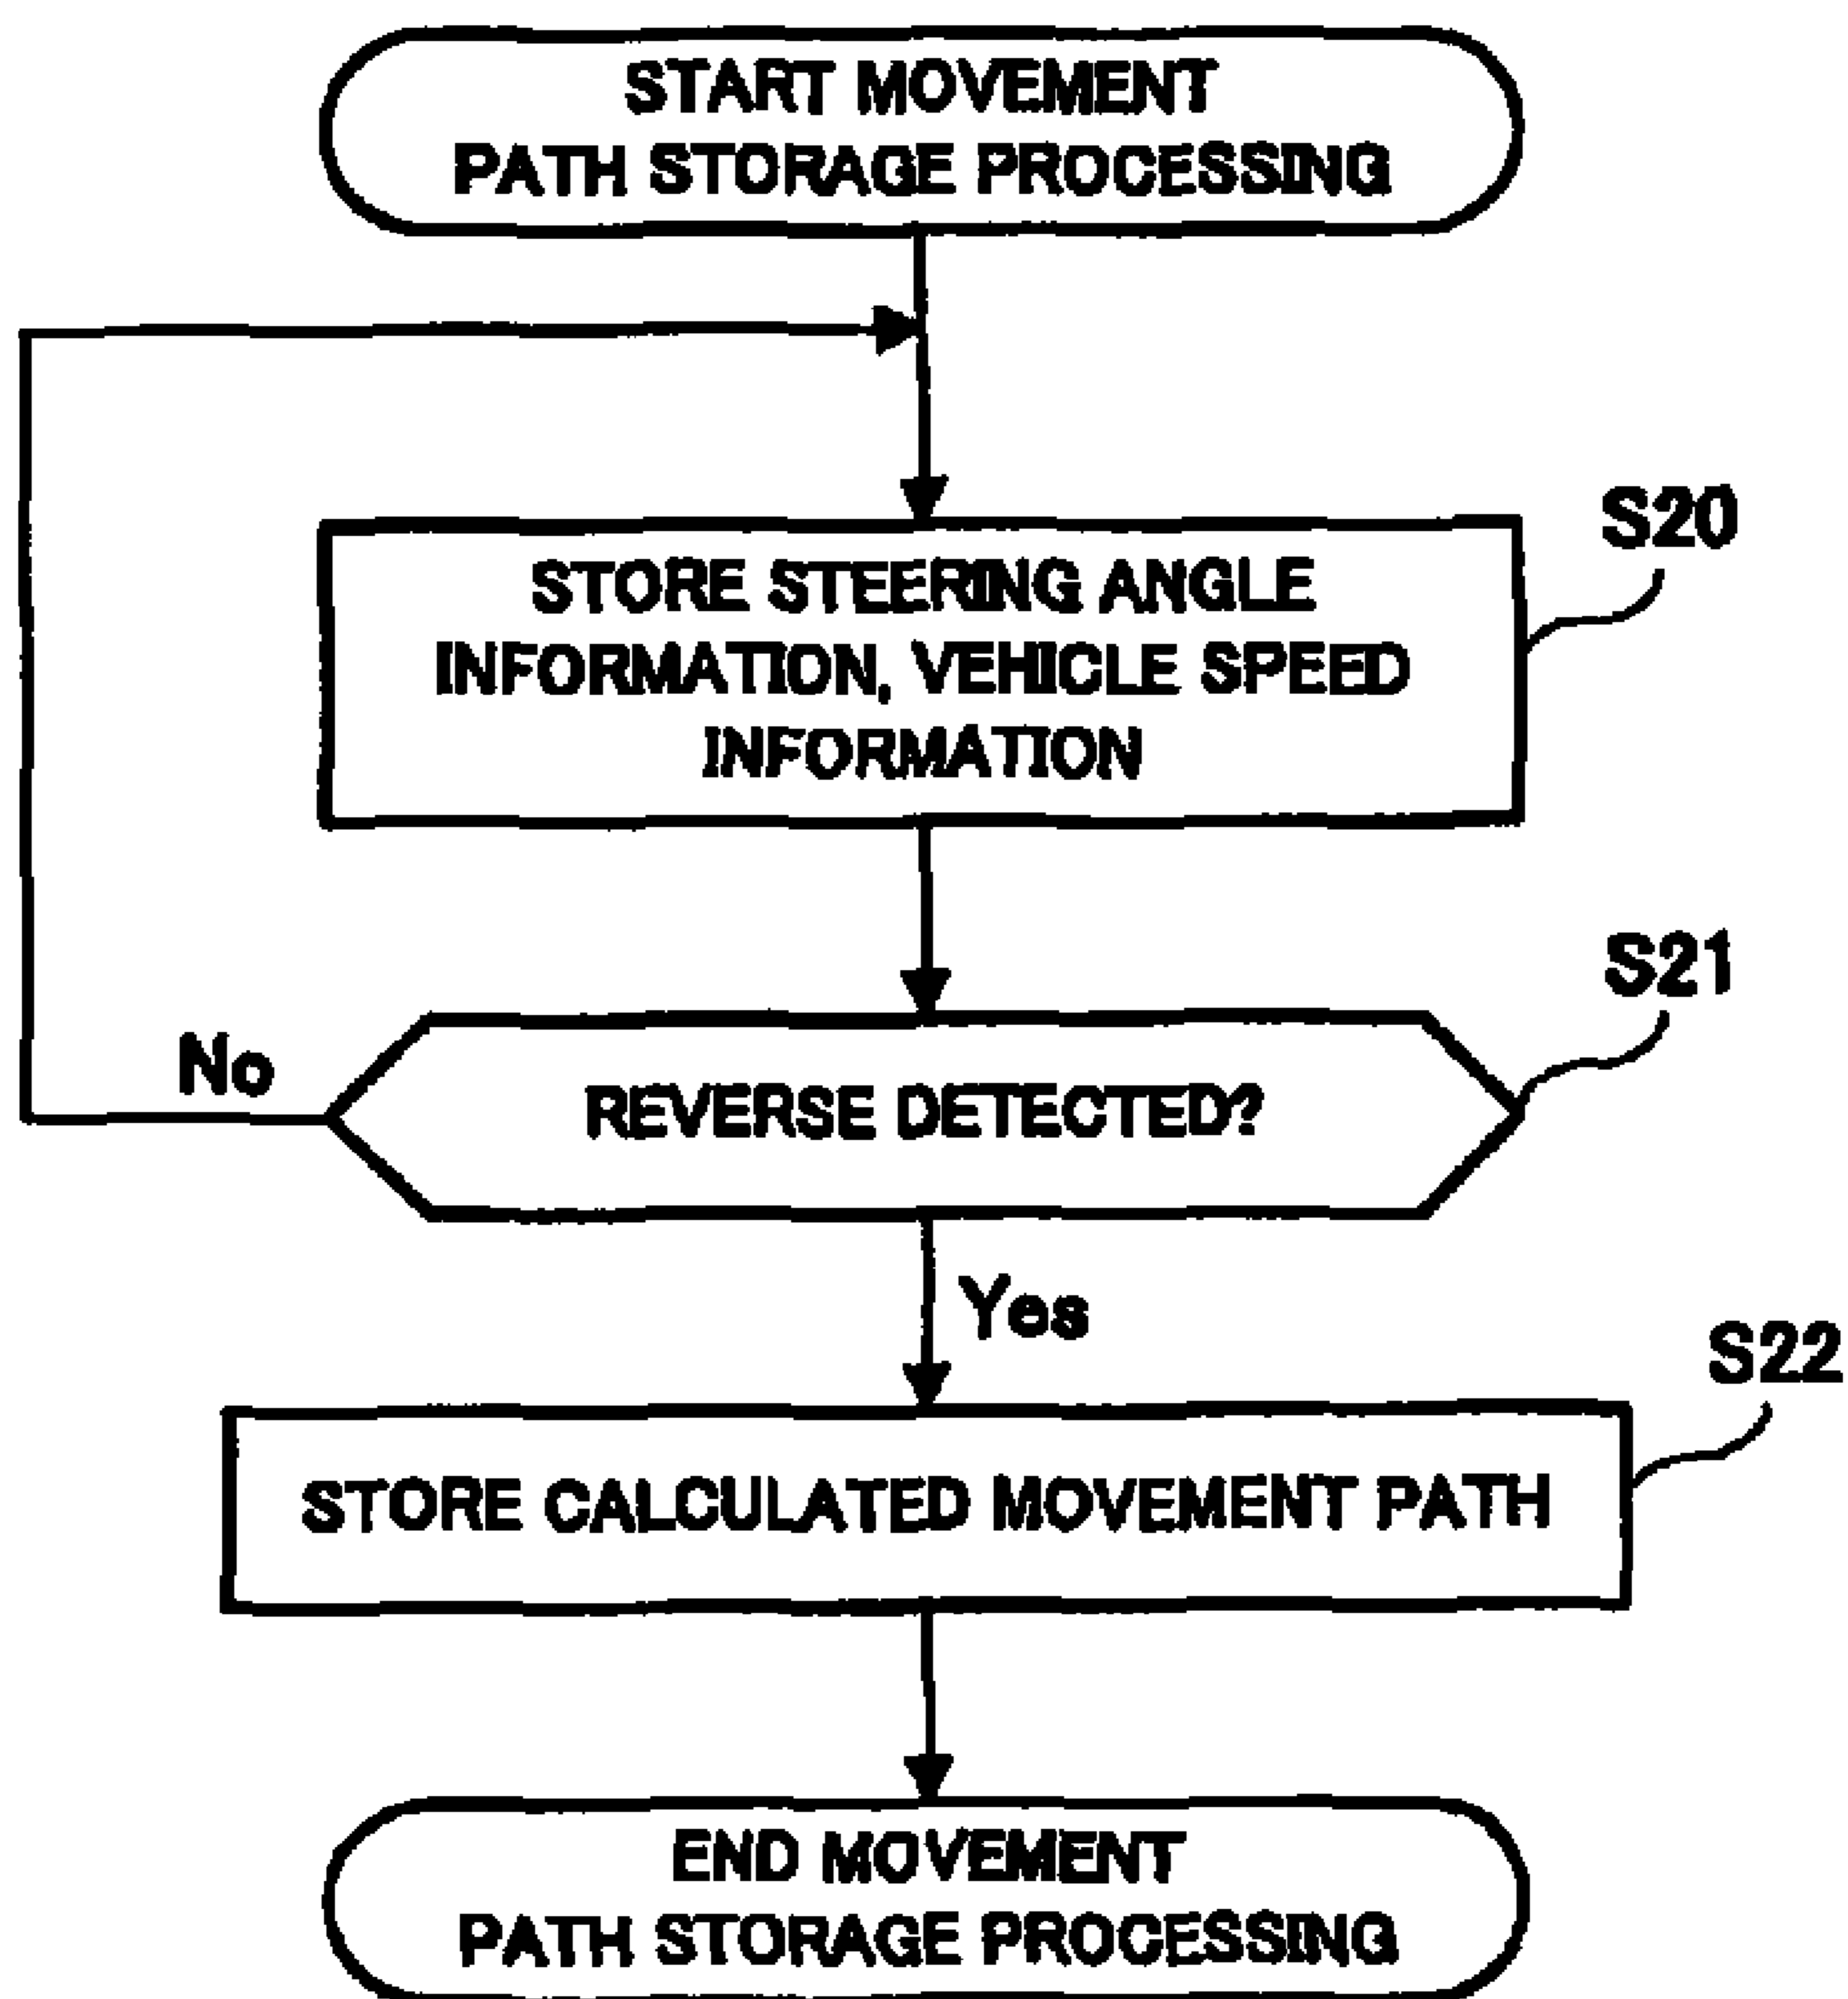 START MOVEMENT
PATH STORAGE PROCESSING
S20
STORE STEERING ANGLE
INFORMATION, VEHICLE SPEED
INFORMATION
S21
No
REVERSE DETECTED?
Yes
S22
STORE CALCULATED MOVEMENT PATH
END MOVEMENT
PATH STORAGE PROCESSING